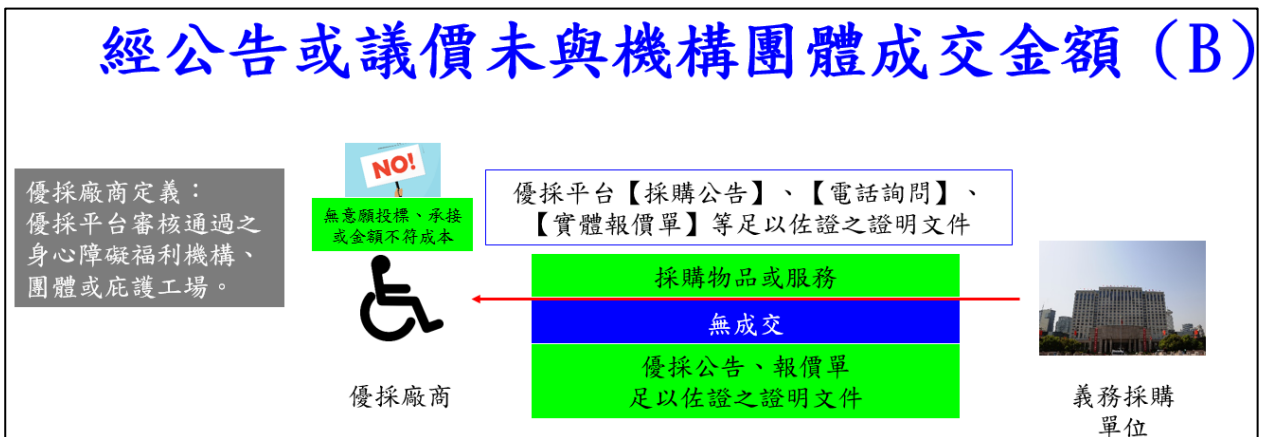 經公告或議價未與機構團體成交金額（B）
優採廠商定義：
優採平台審核通過之
身心障礙福利機構、
團體或庇護工場。
NO!
無意願投標、承接
或金額不符成本
優採廠商
優採平台【採購公告】、【電話詢問】、
【實體報價單】等足以佐證之證明文件
採購物品或服務
無成交
優採公告、報價單
足以佐證之證明文件
義務採購
單位